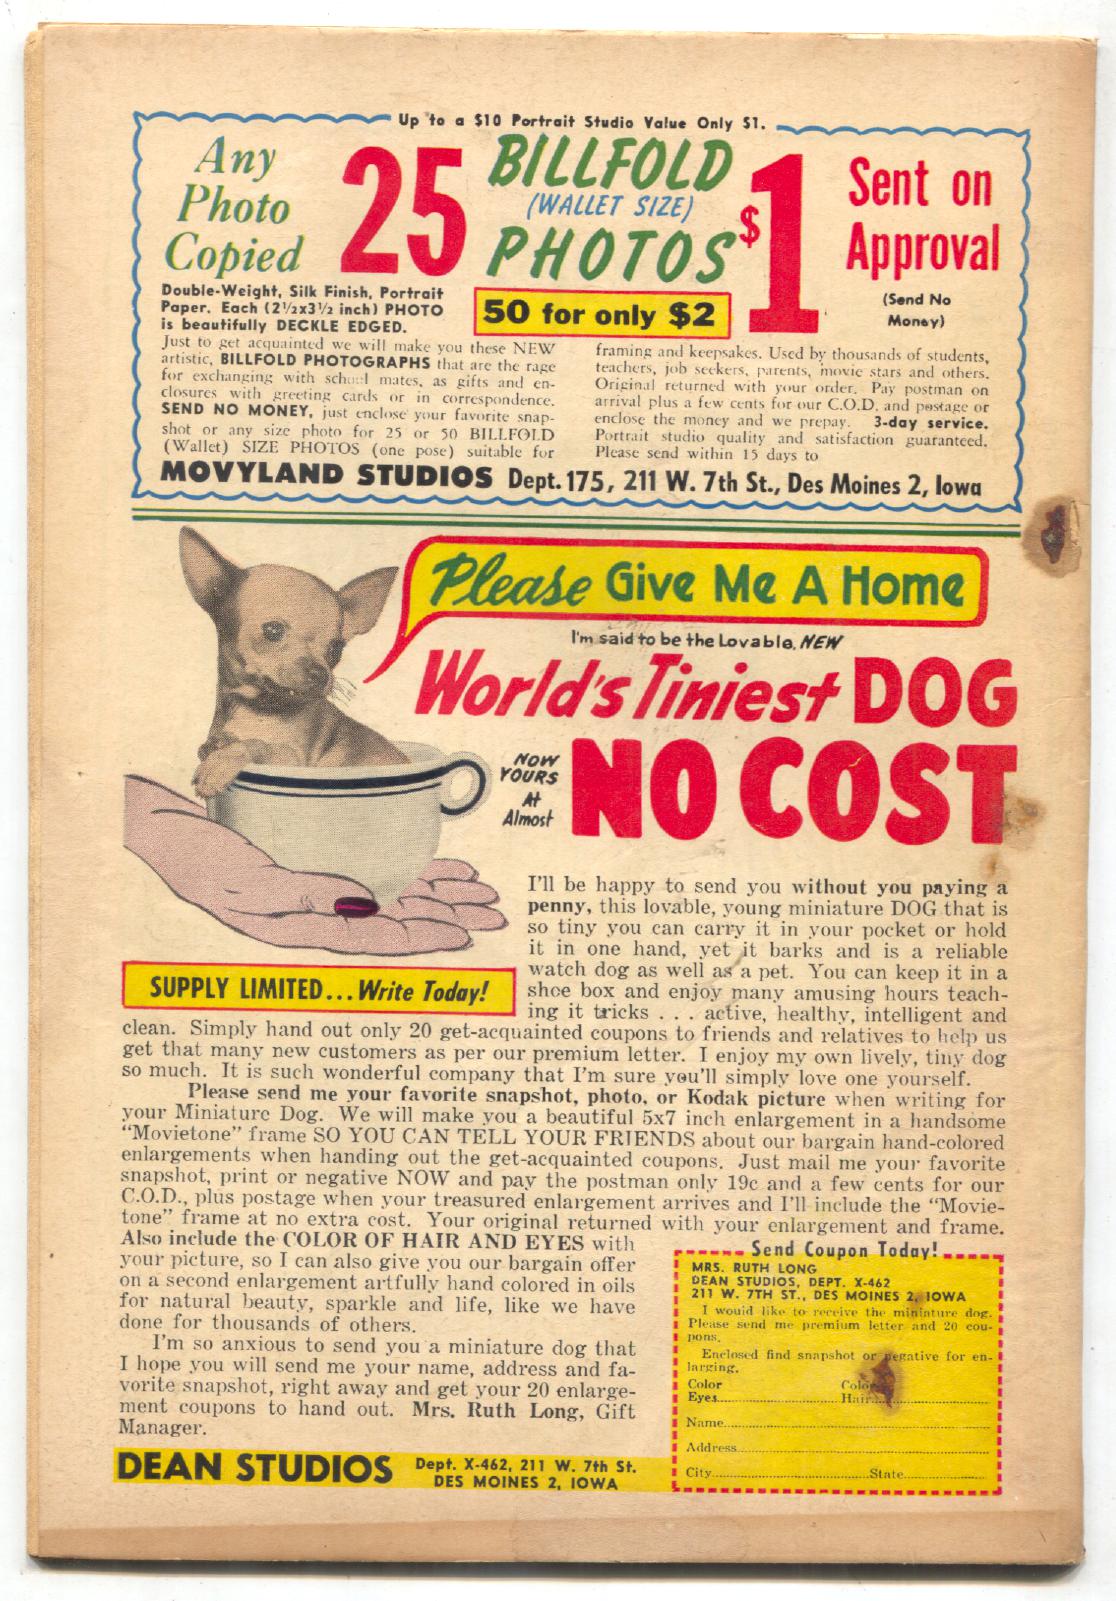 Up to a $10 Portrait Studio Value Only $1.
Any
Photo
Copied
25
BILLFOLD
(WALLET SIZE)
PHOTOS
50 for only $2
$1
Sent on
Approval
(Send No
Money)
Double-Weight, Silk Finish, Portrait
Paper. Each (2½x3½ inch) PHOTO
is beautifully DECKLE EDGED.
Just to get acquainted we will make you these NEW
artistic, BILLFOLD PHOTOGRAPHS that are the rage
for exchanging with school mates, as gifts and en-
closures with greeting cards or in correspondence.
SEND NO MONEY, just enclose your favorite snap-
shot or any size photo for 25 or 50 BILLFOLD
(Wallet) SIZE PHOTOS (one pose) suitable for
framing and keepsakes. Used by thousands of students,
teachers, job seekers, parents, movie stars and others.
Original returned with your order. Pay postman on
arrival plus a few cents for our C.O.D. and postage or
enclose the money and we prepay. 3-day service.
Portrait studio quality and satisfaction guaranteed.
Please send within 15 days to
MOVYLAND STUDIOS Dept. 175, 211 W. 7th St., Des Moines 2, Iowa
Please Give Me A Home
I'm said to be the Lovable, NEW
World's Tiniest DOG
NOW
YOURS
At
Almost
NO COST
I'll be happy to send you without you paying a
penny, this lovable, young miniature DOG that is
so tiny you can carry it in your pocket or hold
it in one hand, yet it barks and is a reliable
watch dog as well as a pet. You can keep it in a
shoe box and enjoy many amusing hours teach-
ing it tricks . . . active, healthy, intelligent and
SUPPLY LIMITED...Write Today!
clean. Simply hand out only 20 get-acquainted coupons to friends and relatives to help us
get that many new customers as per our premium letter. I enjoy my own lively, tiny dog
so much. It is such wonderful company that I'm sure you'll simply love one yourself.
Please send me your favorite snapshot, photo, or Kodak picture when writing for
your Miniature Dog. We will make you a beautiful 5x7 inch enlargement in a handsome
"Movietone" frame SO YOU CAN TELL YOUR FRIENDS about our bargain hand-colored
enlargements when handing out the get-acquainted coupons. Just mail me your favorite
snapshot, print or negative NOW and pay the postman only 19c and a few cents for our
C.O.D., plus postage when your treasured enlargement arrives and I'll include the "Movie-
tone" frame at no extra cost. Your original returned with your enlargement and frame.
Also include the COLOR OF HAIR AND EYES with
your picture, so I can also give you our bargain offer
on a second enlargement artfully hand colored in oils
for natural beauty, sparkle and life, like we have
done for thousands of others.
I'm so anxious to send you a miniature dog that
I hope you will send me your name, address and fa-
vorite snapshot, right away and get your 20 enlarge-
ment coupons to hand out. Mrs. Ruth Long, Gift
Manager.
DEAN STUDIOS Dept. X-462, 211 W. 7th St.
DES MOINES 2, IOWA
Send Coupon Today!
MRS. RUTH LONG
DEAN STUDIOS, DEPT. X-462
211 W. 7TH ST., DES MOINES 2, IOWA
I would like to receive the miniature dog.
Please send me premium letter and 20 cou-
pons.
Enclosed find snapshot or negative for en-
larging.
Color Color
Eyes Hair
Name
Address
City State